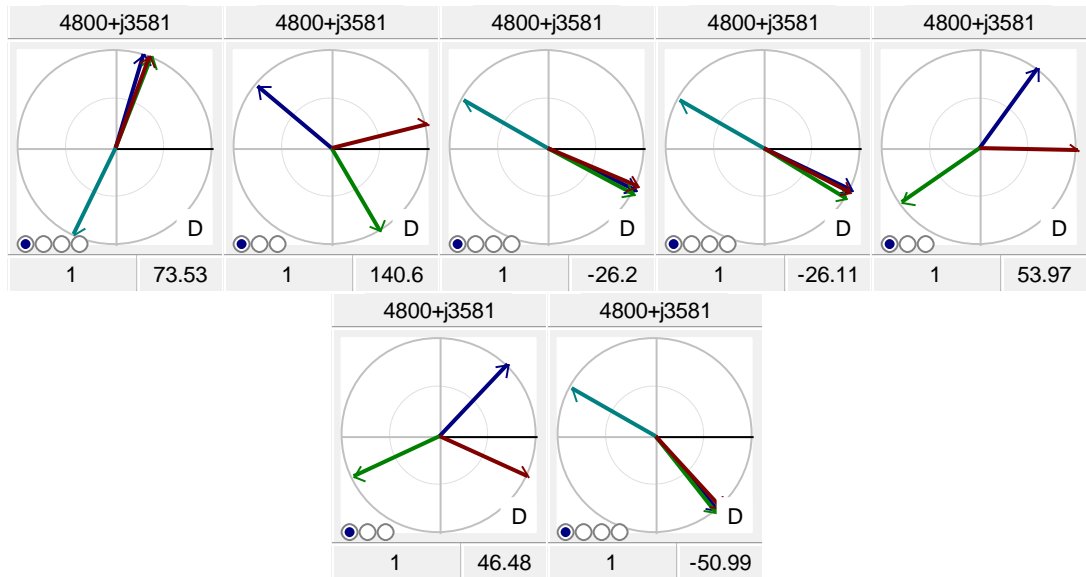 4800+j3581 4800+j3581 4800+j3581 4800+j3581 4800+j3581
D D D D D
1 73.53 1 140.6 1 -26.2 1 -26.11 1 53.97
4800+j3581 4800+j3581
D D
1 46.48 1 -50.99